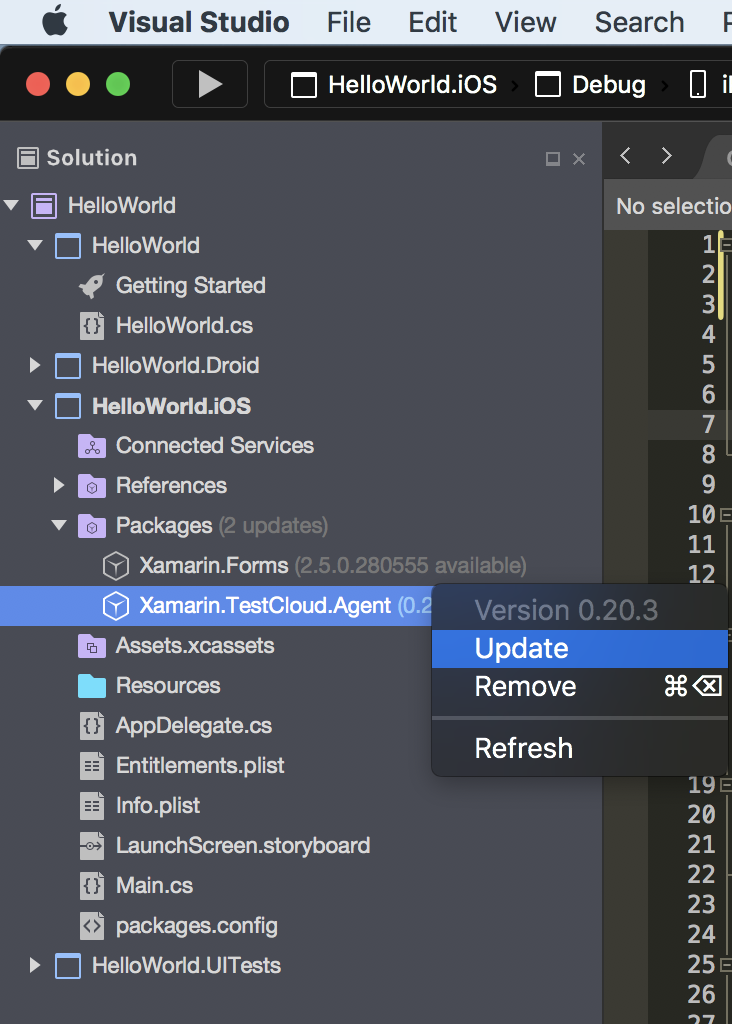 Visual Studio File Edit View Search
HelloWorld.iOS Debug
Solution
HelloWorld
HelloWorld
Getting Started
HelloWorld.cs
HelloWorld.Droid
HelloWorld.iOS
Connected Services
References
Packages (2 updates)
Xamarin.Forms (2.5.0.280555 available)
Xamarin.TestCloud.Agent (0.2
Assets.xcassets
Resources
AppDelegate.cs
Entitlements.plist
Info.plist
LaunchScreen.storyboard
Main.cs
packages.config
HelloWorld.UITests
Version 0.20.3
Update
Remove ⌘⌫
Refresh
No selectio
1
2
3
4
5
6
7
8
9
10
11
12
19
20
21
22
23
24
25
26
27